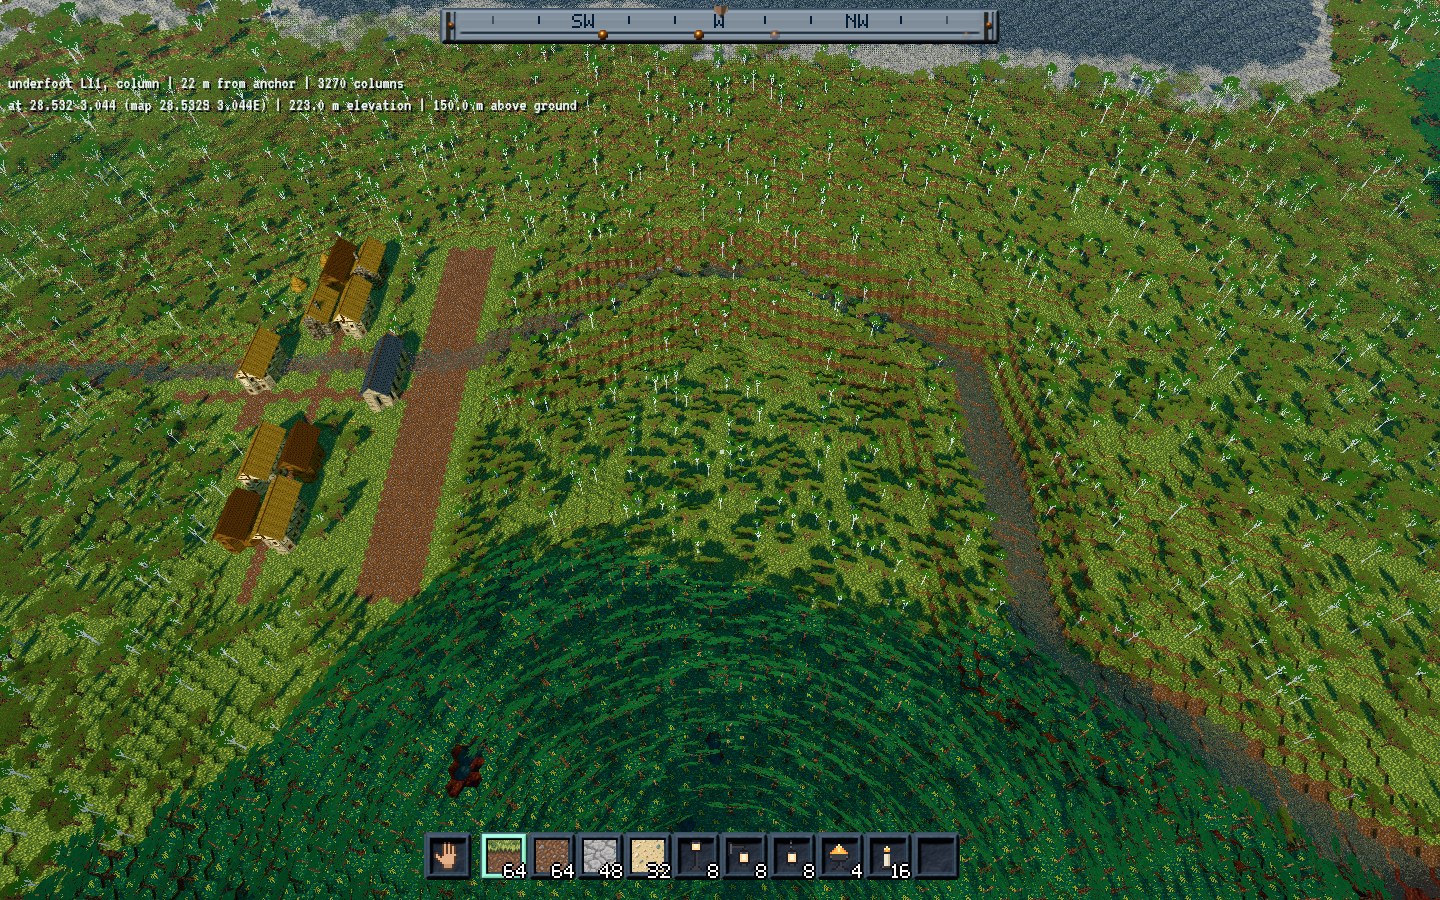 SW W NW
underfoot L11, column | 22 m from anchor | 3270 columns
at 28.532 3.044 (map 28.532S 3.044E) | 223.0 m elevation | 150.0 m above ground
64 64 48 32 8 8 8 4 16